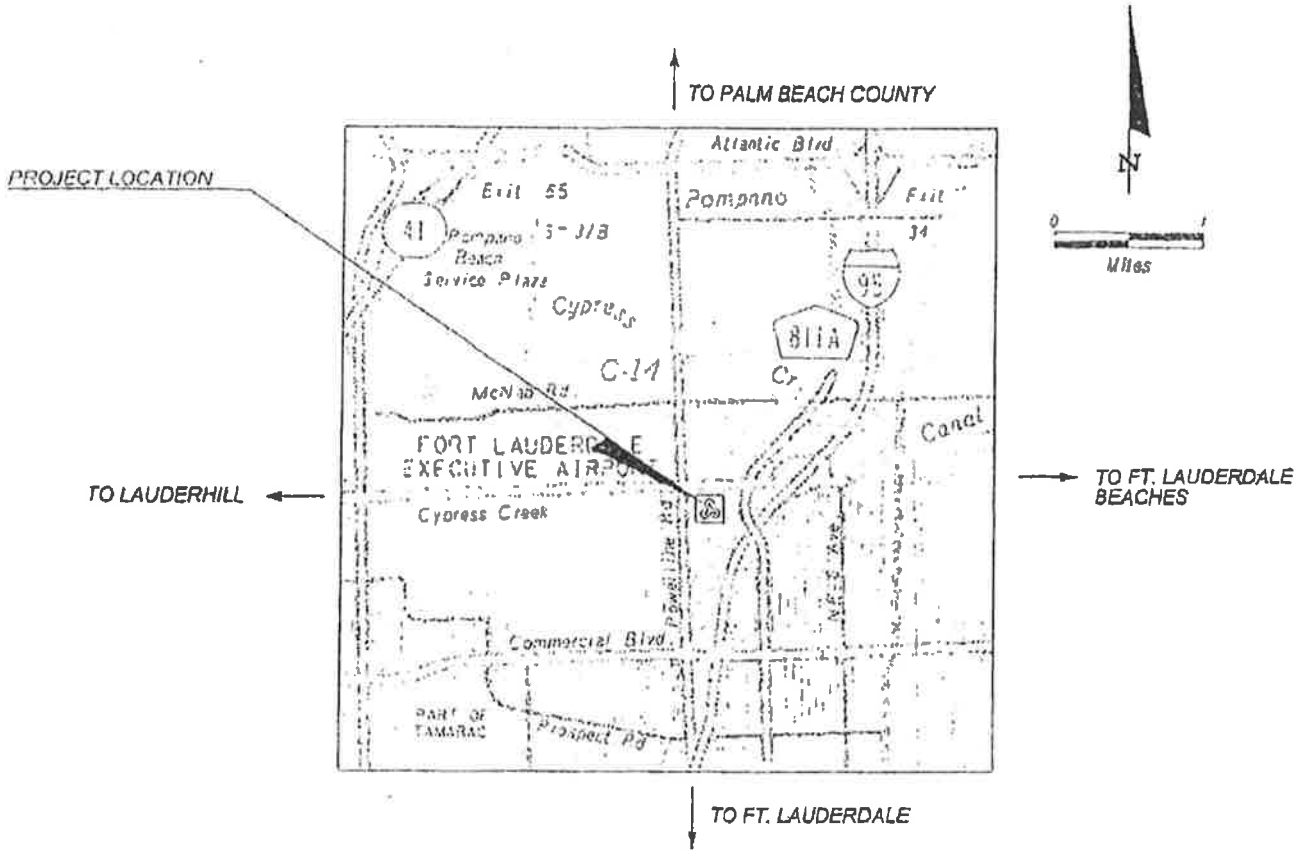 TO PALM BEACH COUNTY
Atlantic Blvd
PROJECT LOCATION
N
Exit 55
Pompano
Exit
34
41
Pompano
Beach
Service Plaza
S-37B
0 1
Miles
95
Cypress
811A
C-14
Cr.
McNab Rd.
Canal
FORT LAUDERDALE
EXECUTIVE AIRPORT
TO LAUDERHILL
TO FT. LAUDERDALE
BEACHES
Cypress Creek
Powerline Rd
Ave
Commercial Blvd.
PART OF
TAMARAC
Prospect Rd
TO FT. LAUDERDALE